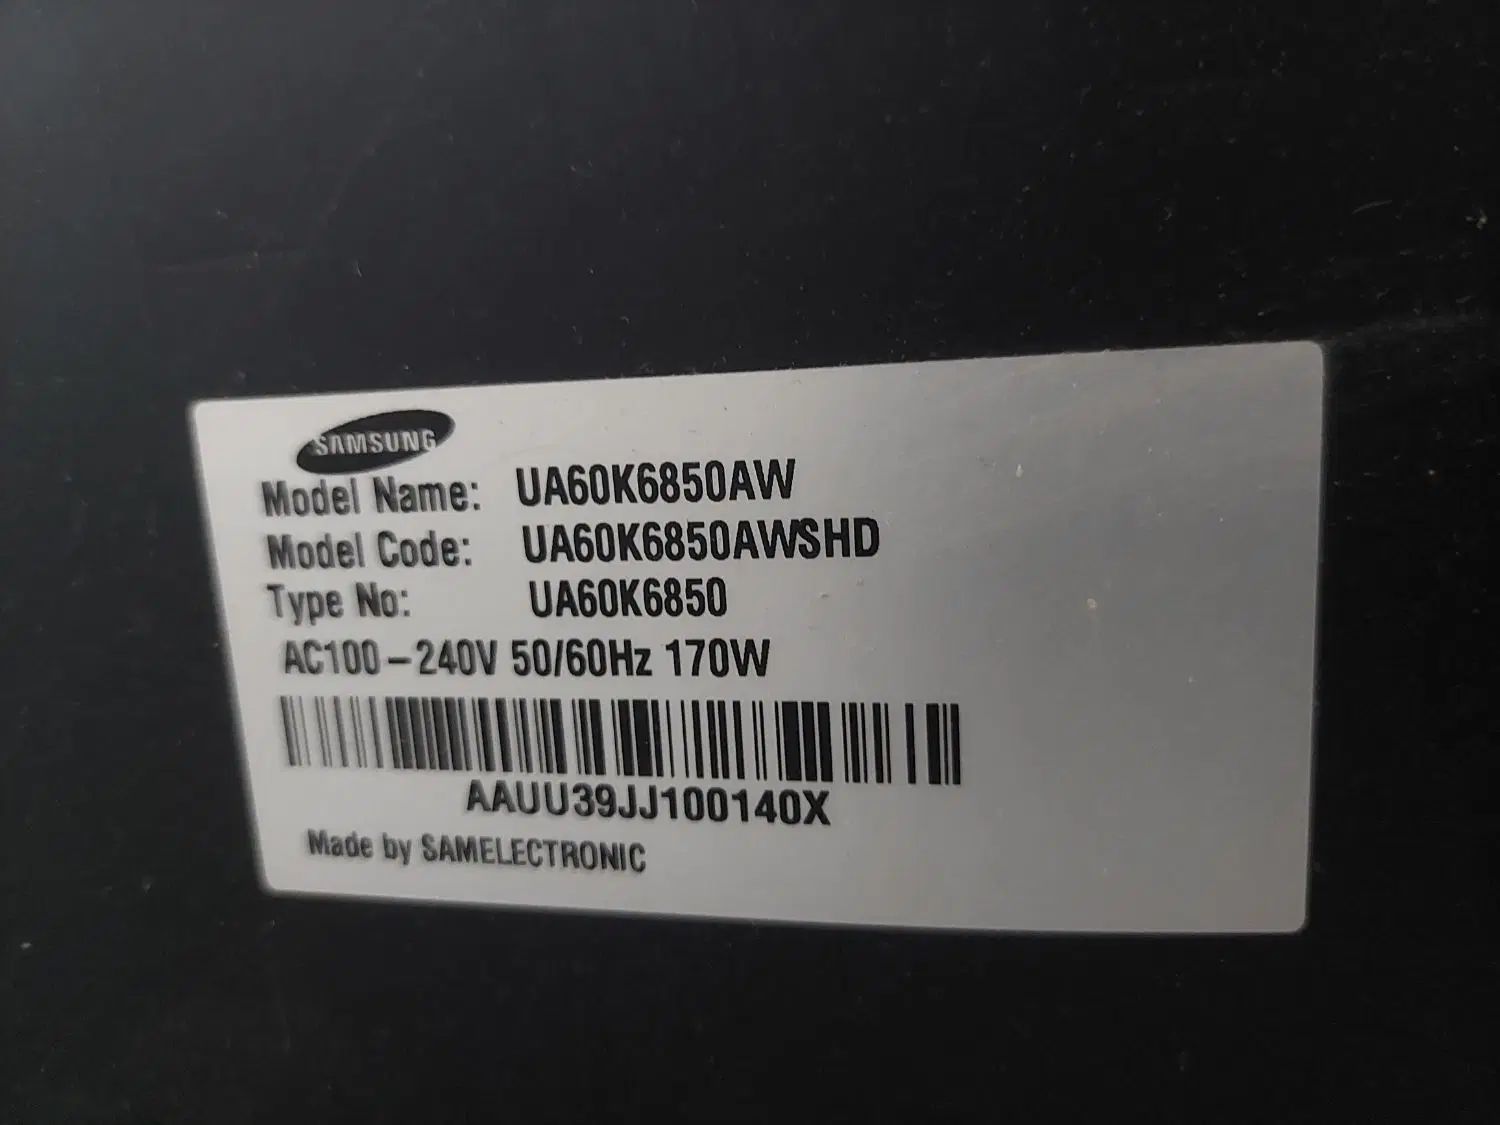 SAMSUNG
Model Name: UA60K6850AW
Model Code: UA60K6850AWSHD
Type No: UA60K6850
AC100-240V 50/60Hz 170W
AAUU39JJ100140X
Made by SAMELECTRONIC